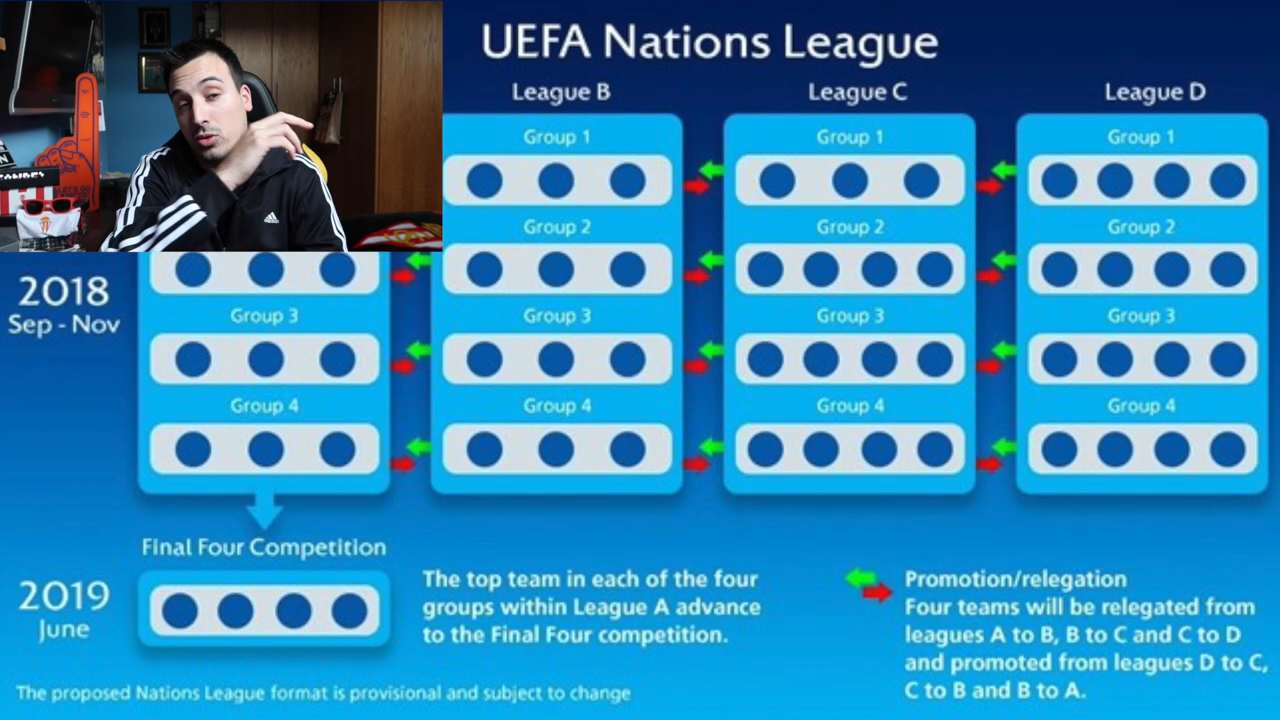 UEFA Nations League
League B
League C
League D
Group 1
Group 1
Group 1
Group 2
Group 2
Group 2
2018
Sep - Nov
Group 3
Group 3
Group 3
Group 3
Group 4
Group 4
Group 4
Group 4
Final Four Competition
2019
June
The top team in each of the four
groups within League A advance
to the Final Four competition.
Promotion/relegation
Four teams will be relegated from
leagues A to B, B to C and C to D
and promoted from leagues D to C,
C to B and B to A.
The proposed Nations League format is provisional and subject to change
adidas